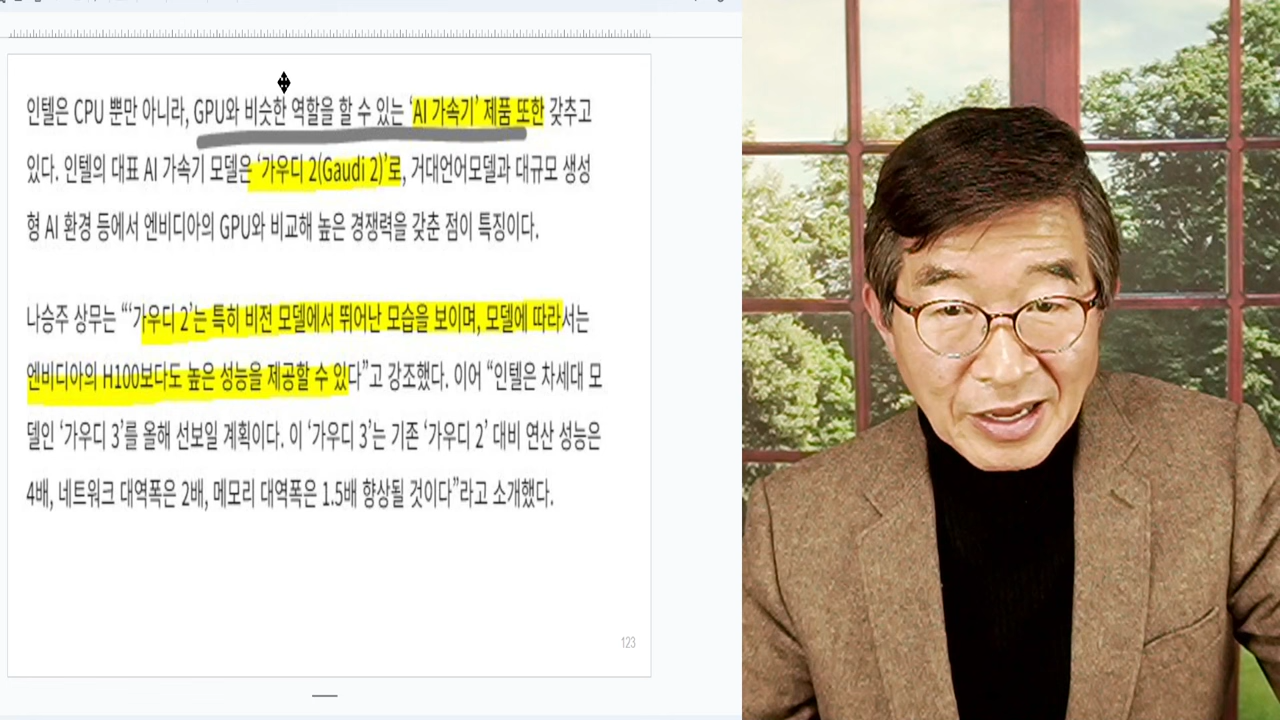 인텔은 CPU 뿐만 아니라, GPU와 비슷한 역할을 할 수 있는 ‘AI 가속기’ 제품 또한 갖추고
있다. 인텔의 대표 AI 가속기 모델은 ‘가우디 2(Gaudi 2)’로, 거대언어모델과 대규모 생성
형 AI 환경 등에서 엔비디아의 GPU와 비교해 높은 경쟁력을 갖춘 점이 특징이다.
나승주 상무는 “‘가우디 2’는 특히 비전 모델에서 뛰어난 모습을 보이며, 모델에 따라서는
엔비디아의 H100보다도 높은 성능을 제공할 수 있다”고 강조했다. 이어 “인텔은 차세대 모
델인 ‘가우디 3’를 올해 선보일 계획이다. 이 ‘가우디 3’는 기존 ‘가우디 2’ 대비 연산 성능은
4배, 네트워크 대역폭은 2배, 메모리 대역폭은 1.5배 향상될 것이다”라고 소개했다.
123